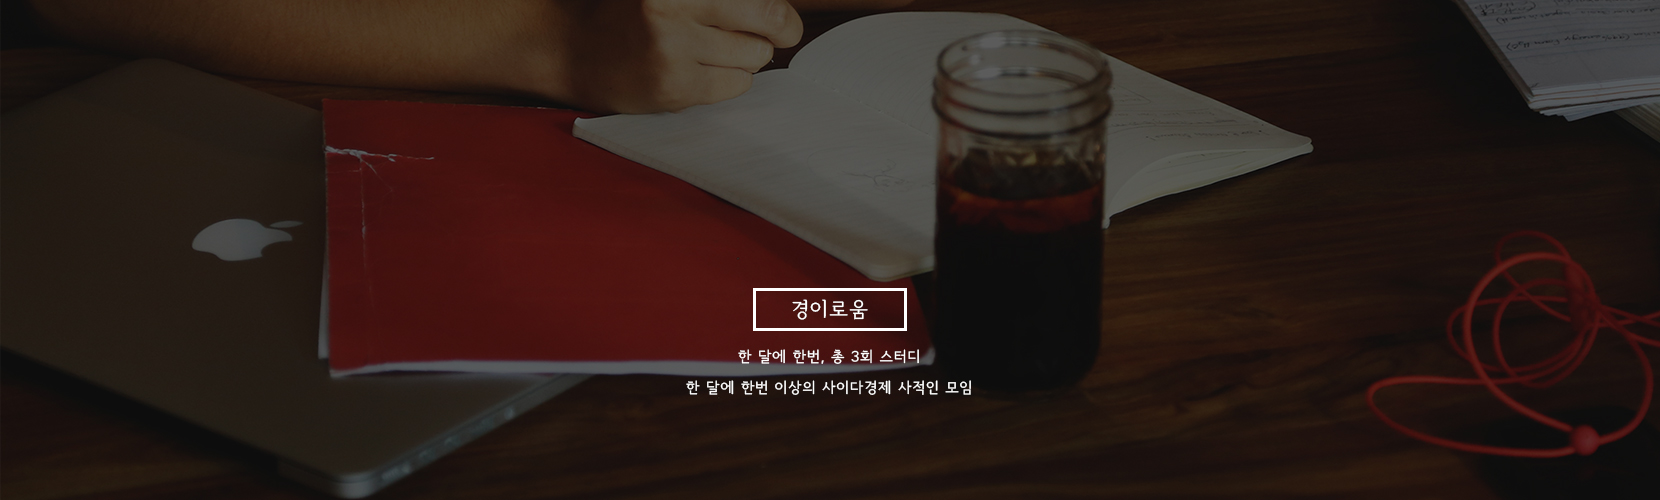 경이로움
한 달에 한번, 총 3회 스터디
한 달에 한번 이상의 사이다경제 사적인 모임